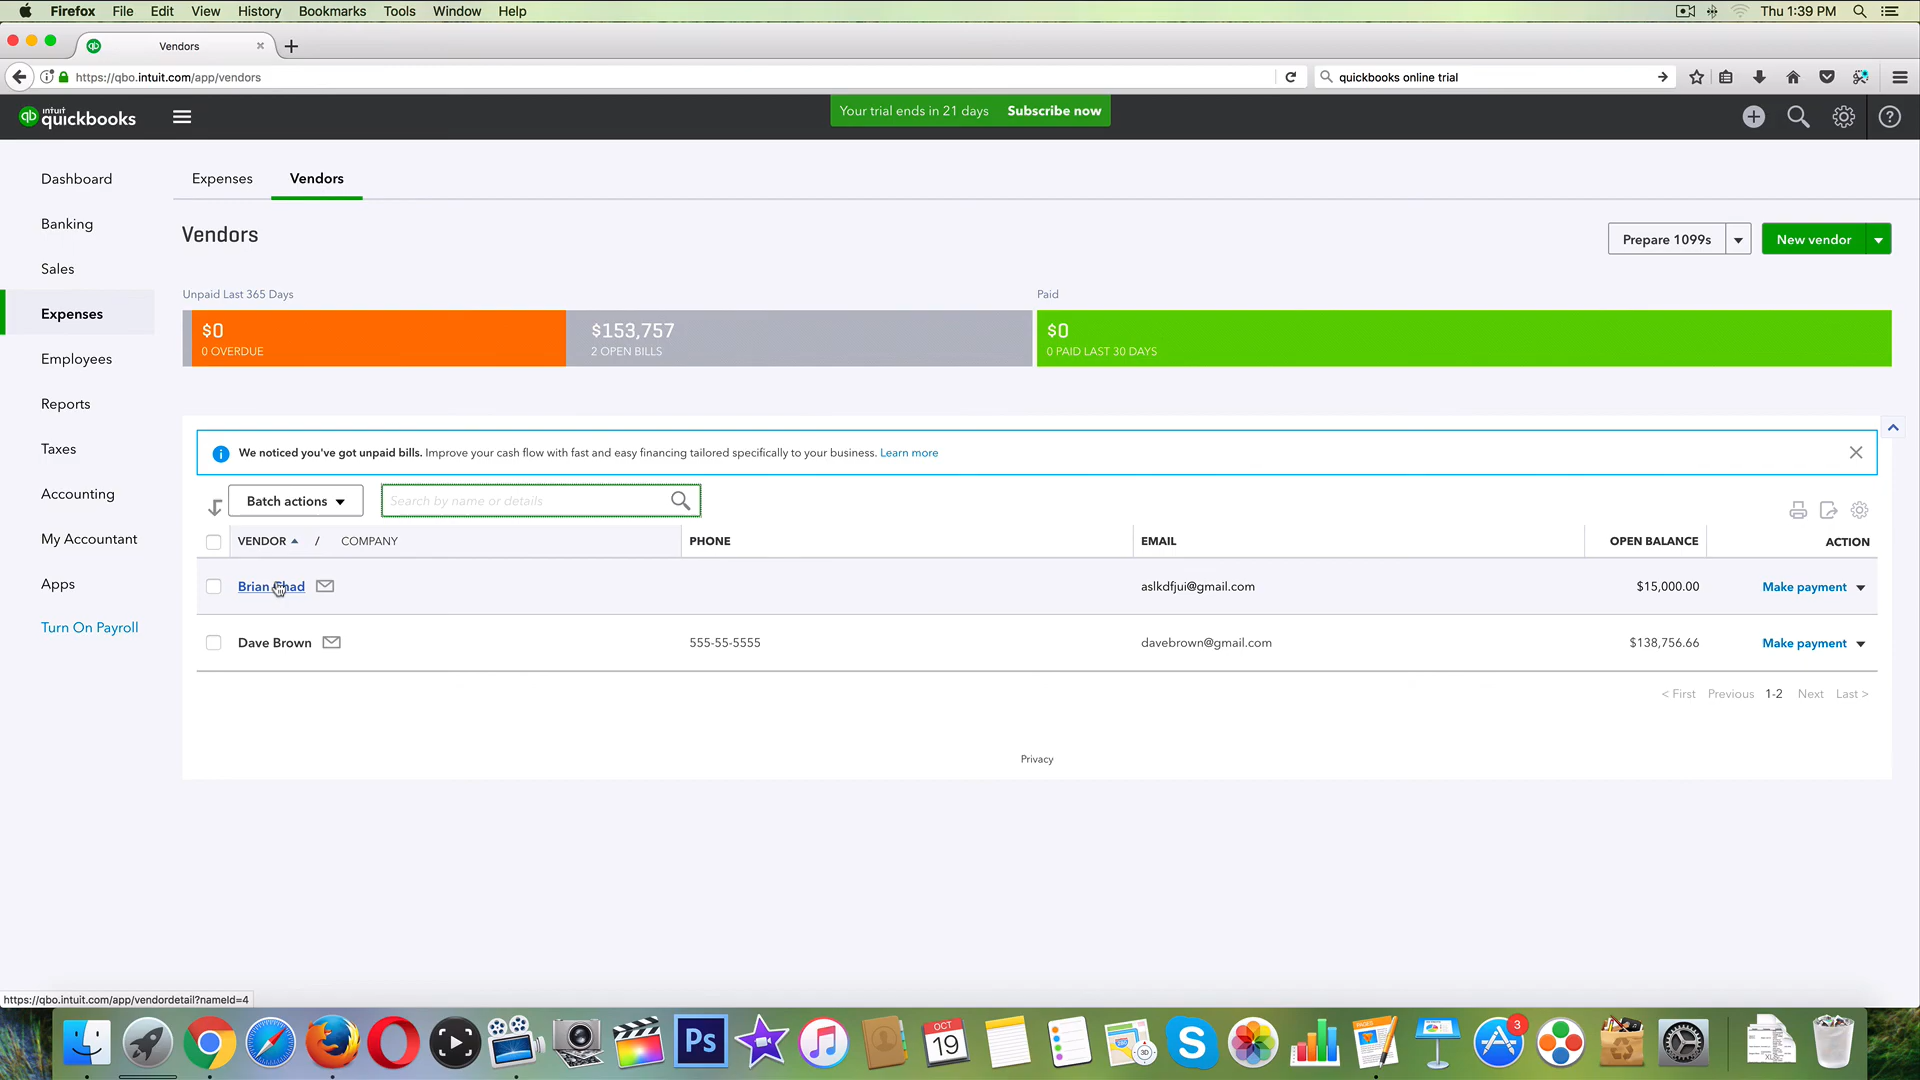 Firefox File Edit View History Bookmarks Tools Window Help Thu 1:39 PM
Vendors
https://qbo.intuit.com/app/vendors quickbooks online trial
intuit quickbooks Your trial ends in 21 days Subscribe now
Dashboard
Banking
Sales
Expenses
Employees
Reports
Taxes
Accounting
My Accountant
Apps
Turn On Payroll
Expenses Vendors
Vendors
Prepare 1099s New vendor
Unpaid Last 365 Days Paid
$0 $153,757 $0
0 OVERDUE 2 OPEN BILLS 0 PAID LAST 30 DAYS
We noticed you've got unpaid bills. Improve your cash flow with fast and easy financing tailored specifically to your business. Learn more
Batch actions Search by name or details
VENDOR / COMPANY PHONE EMAIL OPEN BALANCE ACTION
Brian aslkdfjui@gmail.com $15,000.00 Make payment
Dave Brown 555-55-5555 davebrown@gmail.com $138,756.66 Make payment
< First Previous 1-2 Next Last >
Privacy
https://qbo.intuit.com/app/vendordetail?nameId=4
Ps
OCT
19
3D
PAGES
3